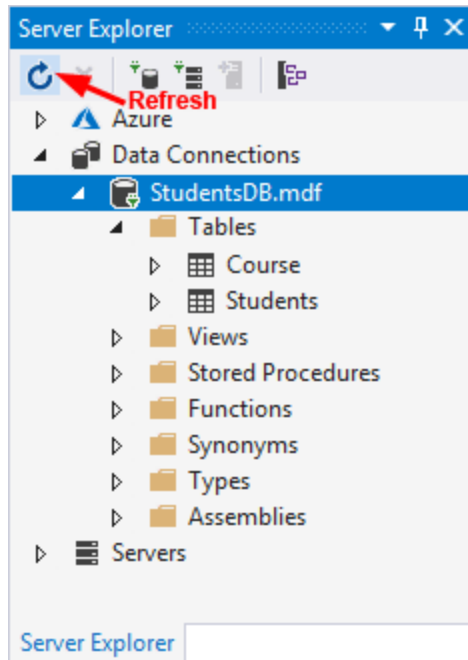 Server Explorer
Refresh
Azure
Data Connections
StudentsDB.mdf
Tables
Course
Students
Views
Stored Procedures
Functions
Synonyms
Types
Assemblies
Servers
Server Explorer